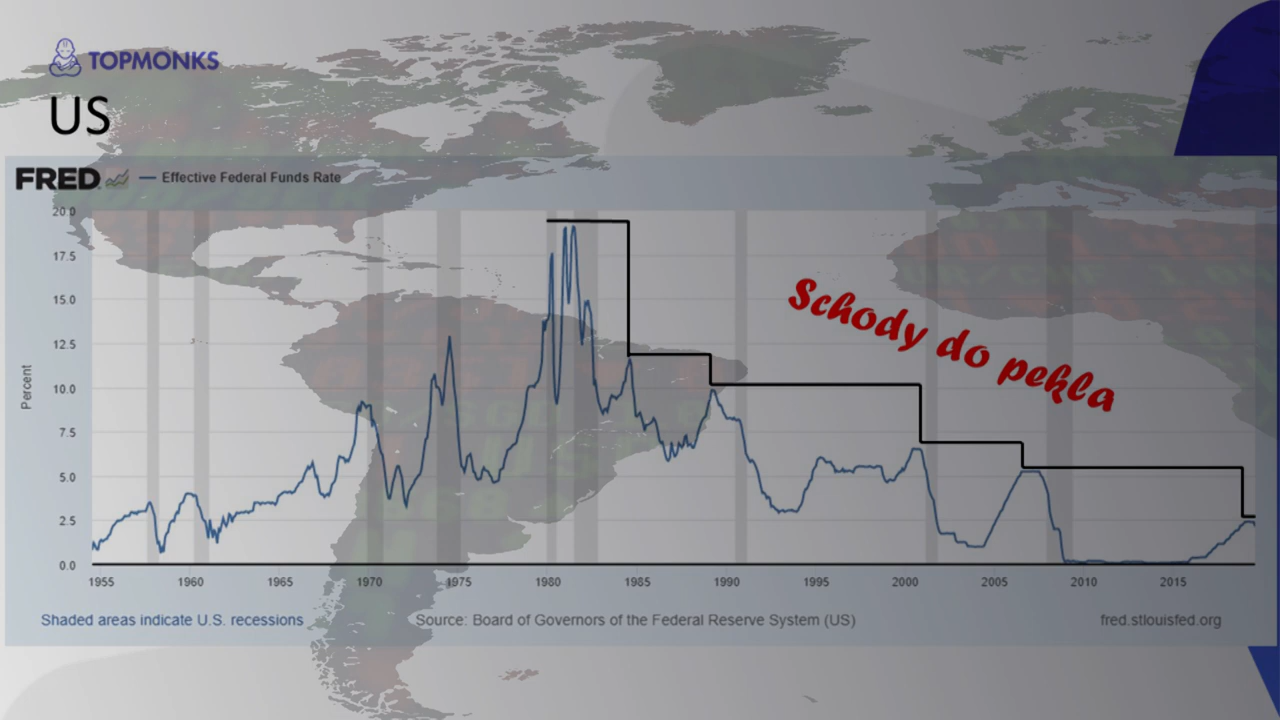 TOPMONKS
US
FRED
Effective Federal Funds Rate
20.0
17.5
15.0
12.5
10.0
7.5
5.0
2.5
0.0
Percent
Schody do pekla
1955 1960 1965 1970 1975 1980 1985 1990 1995 2000 2005 2010 2015
Shaded areas indicate U.S. recessions
Source: Board of Governors of the Federal Reserve System (US)
fred.stlouisfed.org